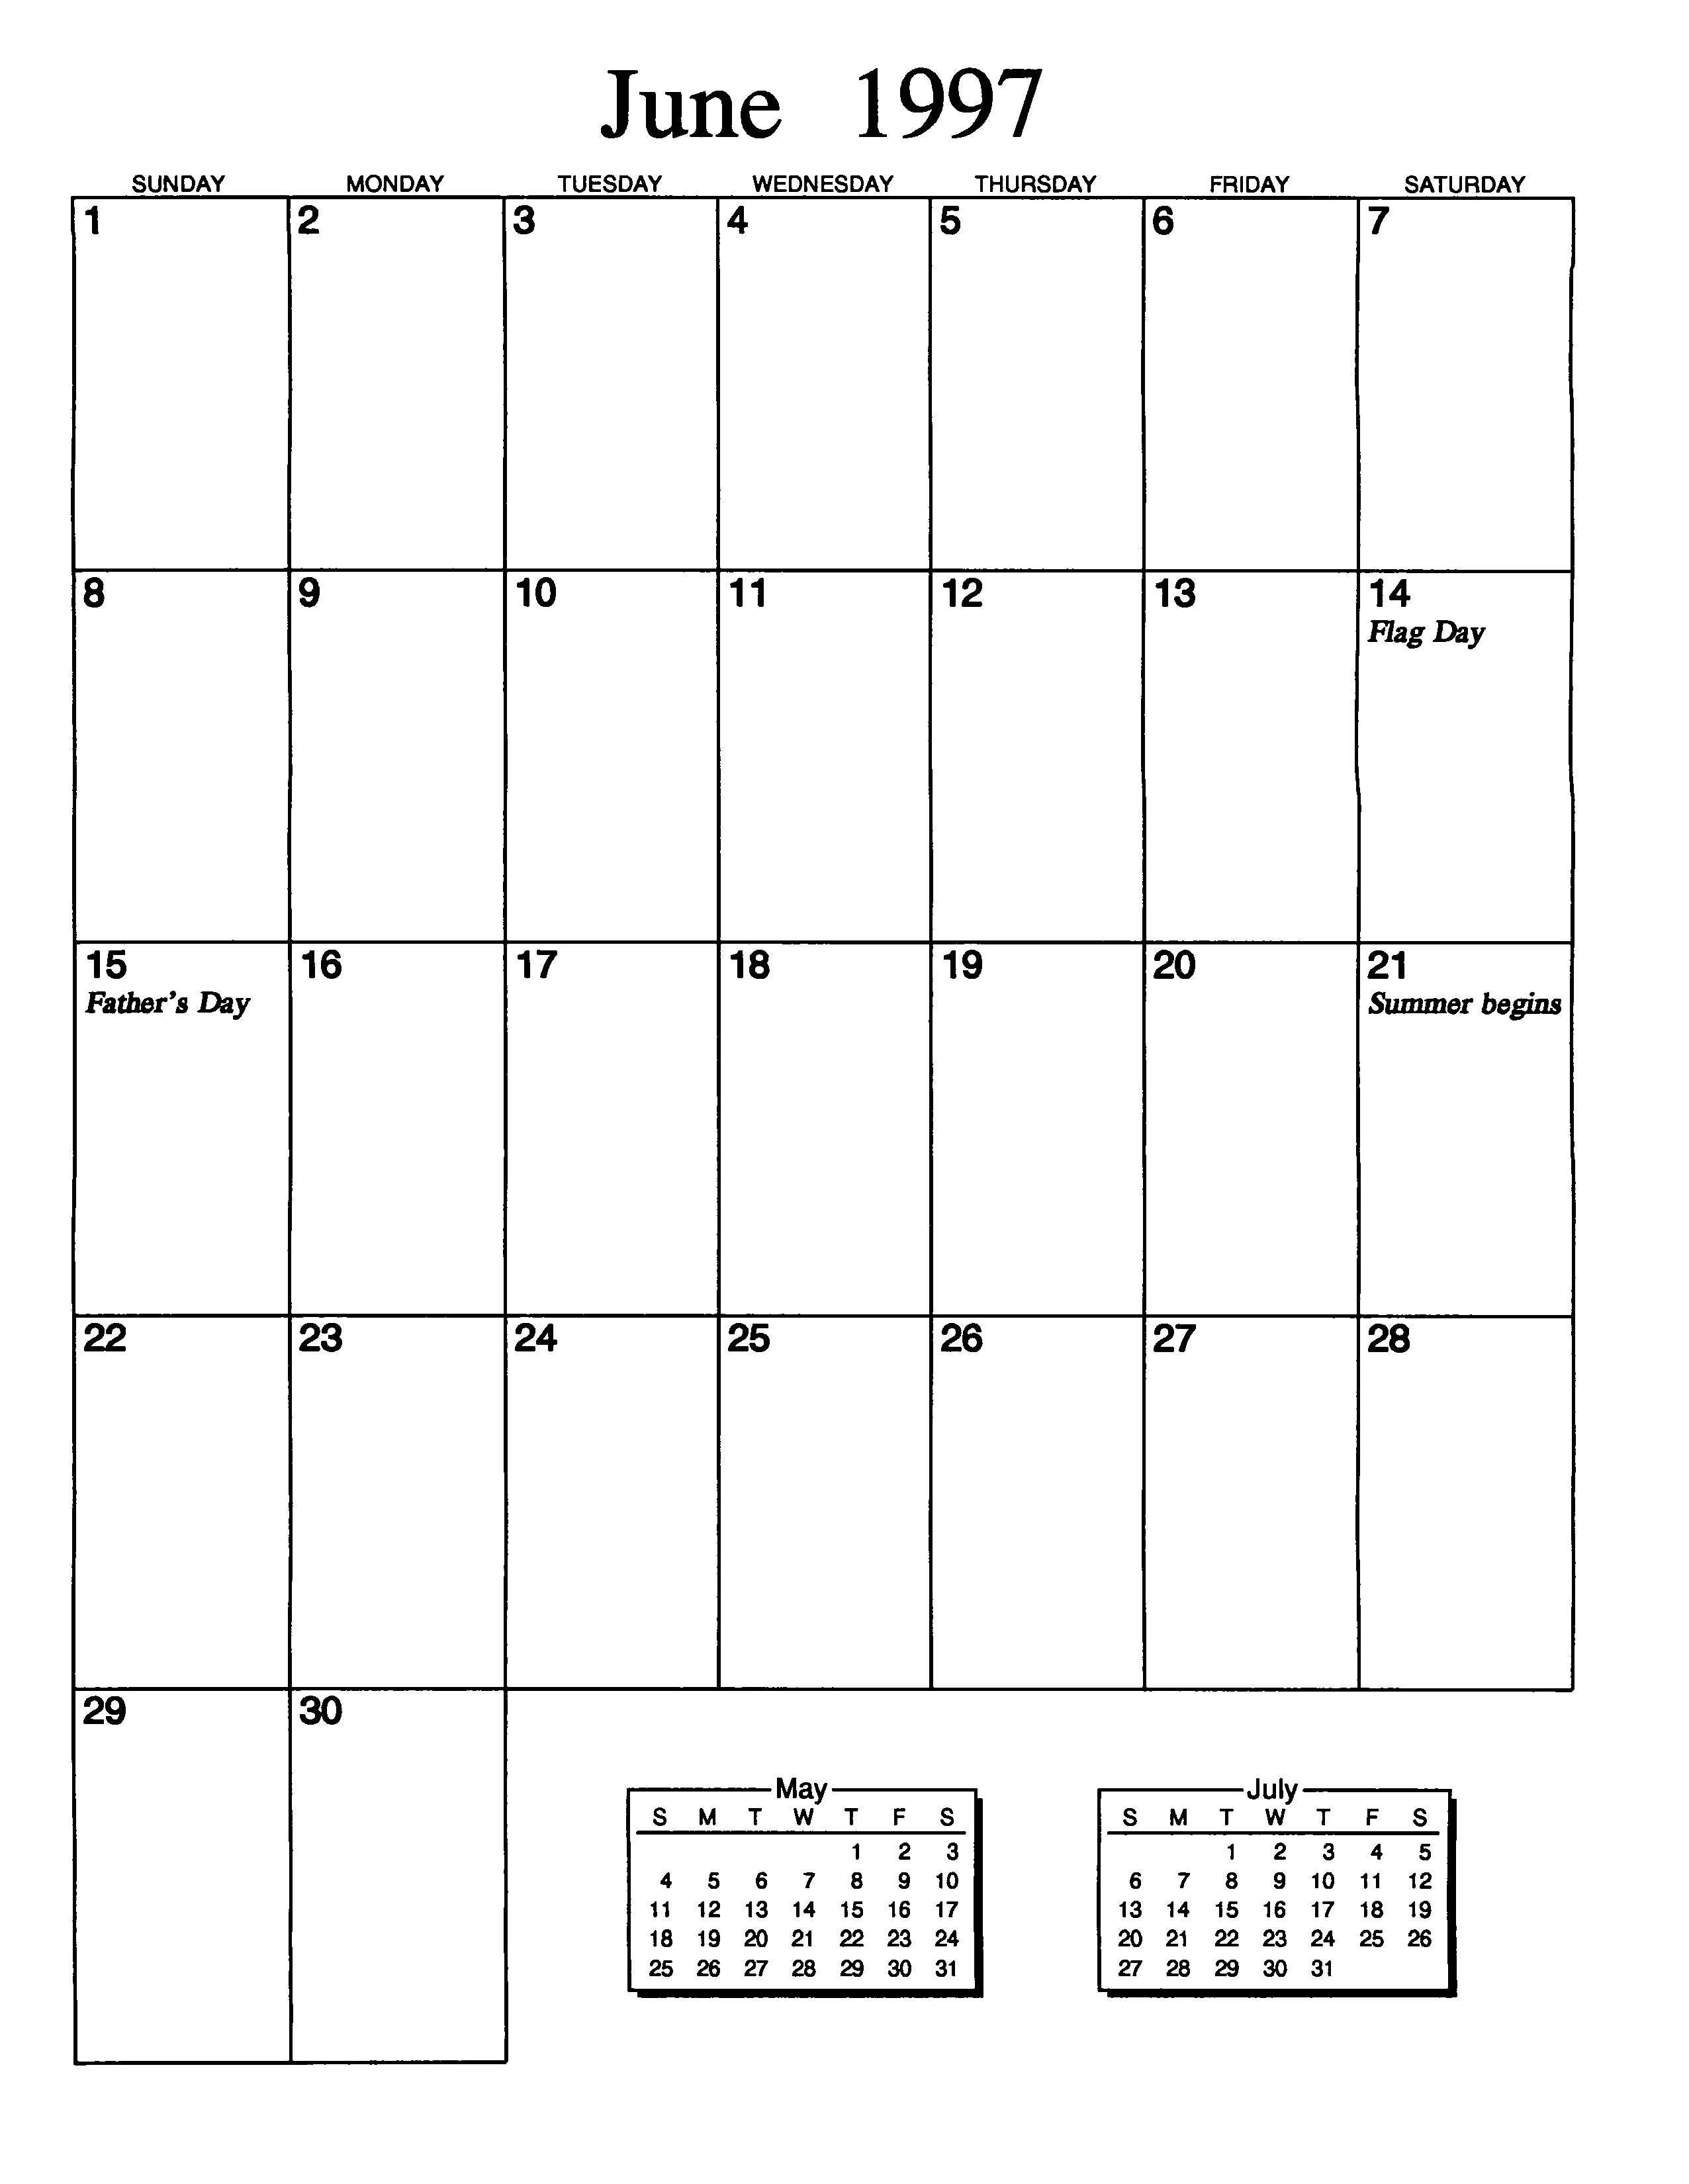 June 1997
SUNDAY MONDAY TUESDAY WEDNESDAY THURSDAY FRIDAY SATURDAY
1 2 3 4 5 6 7
8 9 10 11 12 13 14
Flag Day
15 16 17 18 19 20 21
Father's Day Summer begins
22 23 24 25 26 27 28
29 30
May
S M T W T F S
1 2 3
4 5 6 7 8 9 10
11 12 13 14 15 16 17
18 19 20 21 22 23 24
25 26 27 28 29 30 31
July
S M T W T F S
1 2 3 4 5
6 7 8 9 10 11 12
13 14 15 16 17 18 19
20 21 22 23 24 25 26
27 28 29 30 31